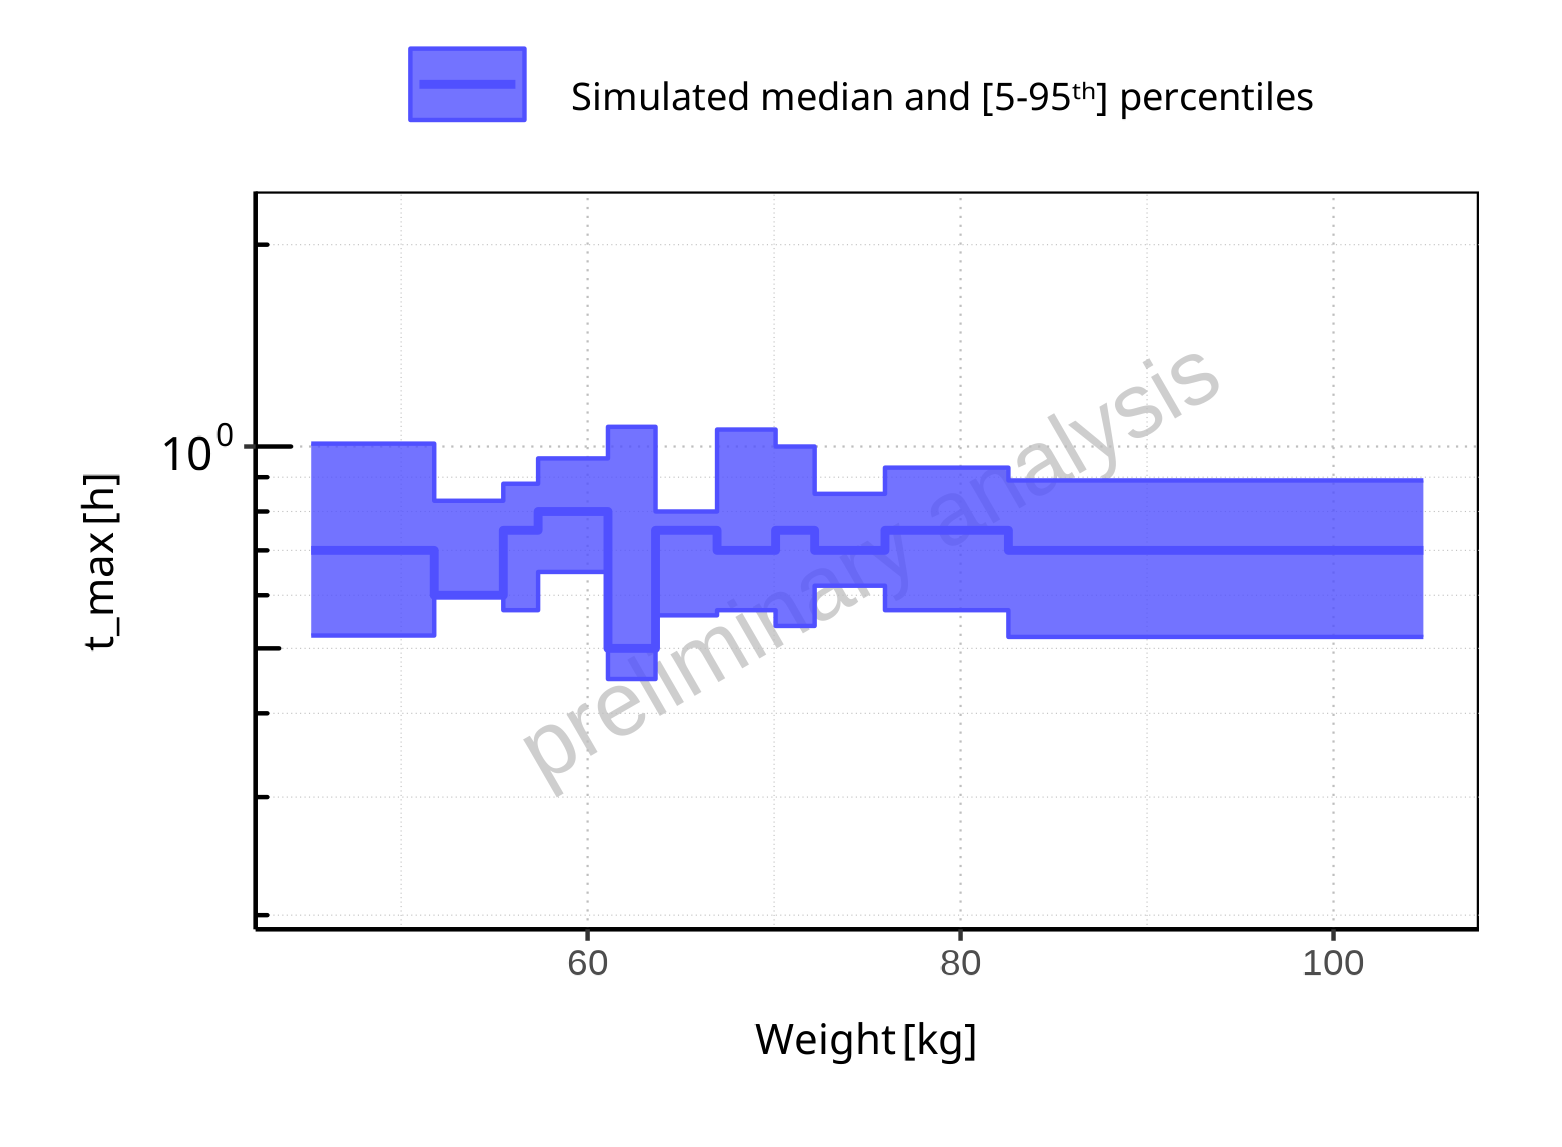 Simulated median and [5-95ᵗʰ] percentiles
10⁰
t_max [h]
preliminary analysis
60 80 100
Weight [kg]